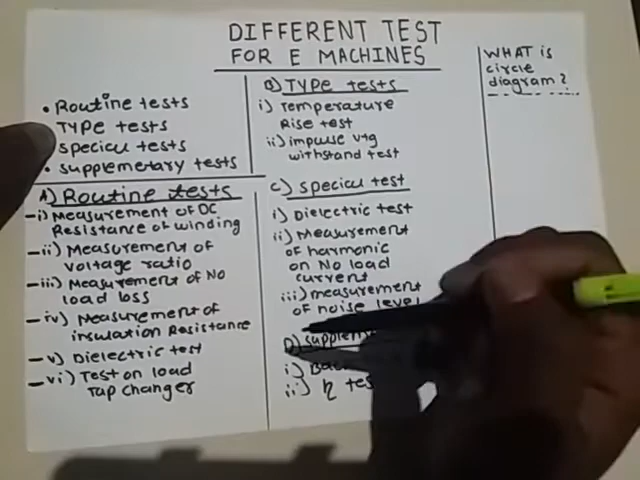 DIFFERENT TEST
FOR E MACHINES
• Routine tests
• TYPE tests
• special tests
• supplemetary tests
A) Routine tests
-i) Measurement of DC
Resistance of winding
-ii) Measurement of
voltage ratio
-iii) Measurement of No
load loss
-iv) Measurement of
insulation Resistance
-v) Dielectric test
-vi) Test on load
Tap changer
B) TYPE tests
i) Temperature
Rise test
ii) impulse vtg
withstand test
C) special test
i) Dielectric test
ii) Measurement
of harmonic
on No load
current
iii) measurement
of noise level
D)
i)
ii) η
WHAT is
circle
diagram?